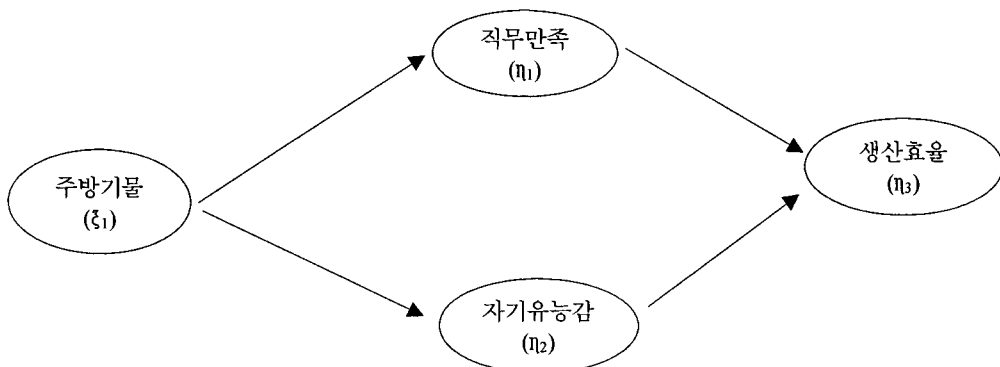 직무만족
(η₁)
생산효율
(η₃)
주방기물
(ξ₁)
자기유능감
(η₂)